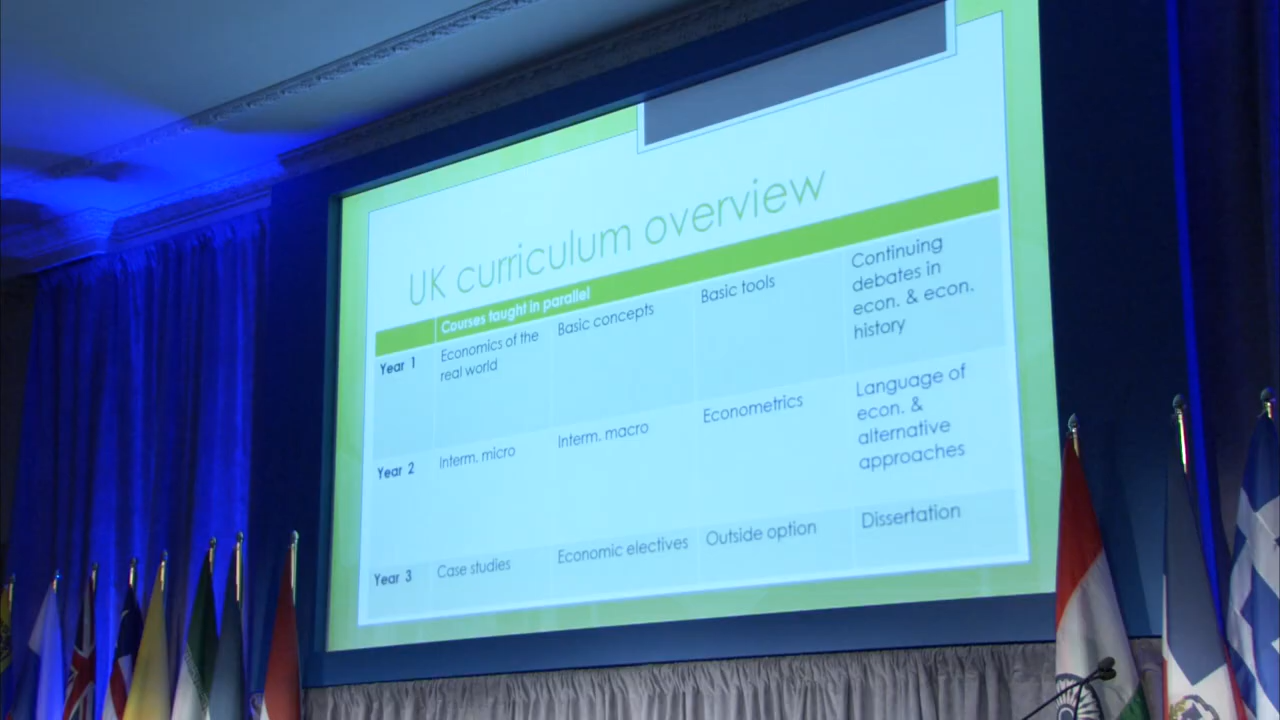 UK curriculum overview
Courses taught in parallel
Year 1
Economics of the
real world
Basic concepts
Basic tools
Continuing
debates in
econ. & econ.
history
Year 2
Interm. micro
Interm. macro
Econometrics
Language of
econ. &
alternative
approaches
Year 3
Case studies
Economic electives
Outside option
Dissertation